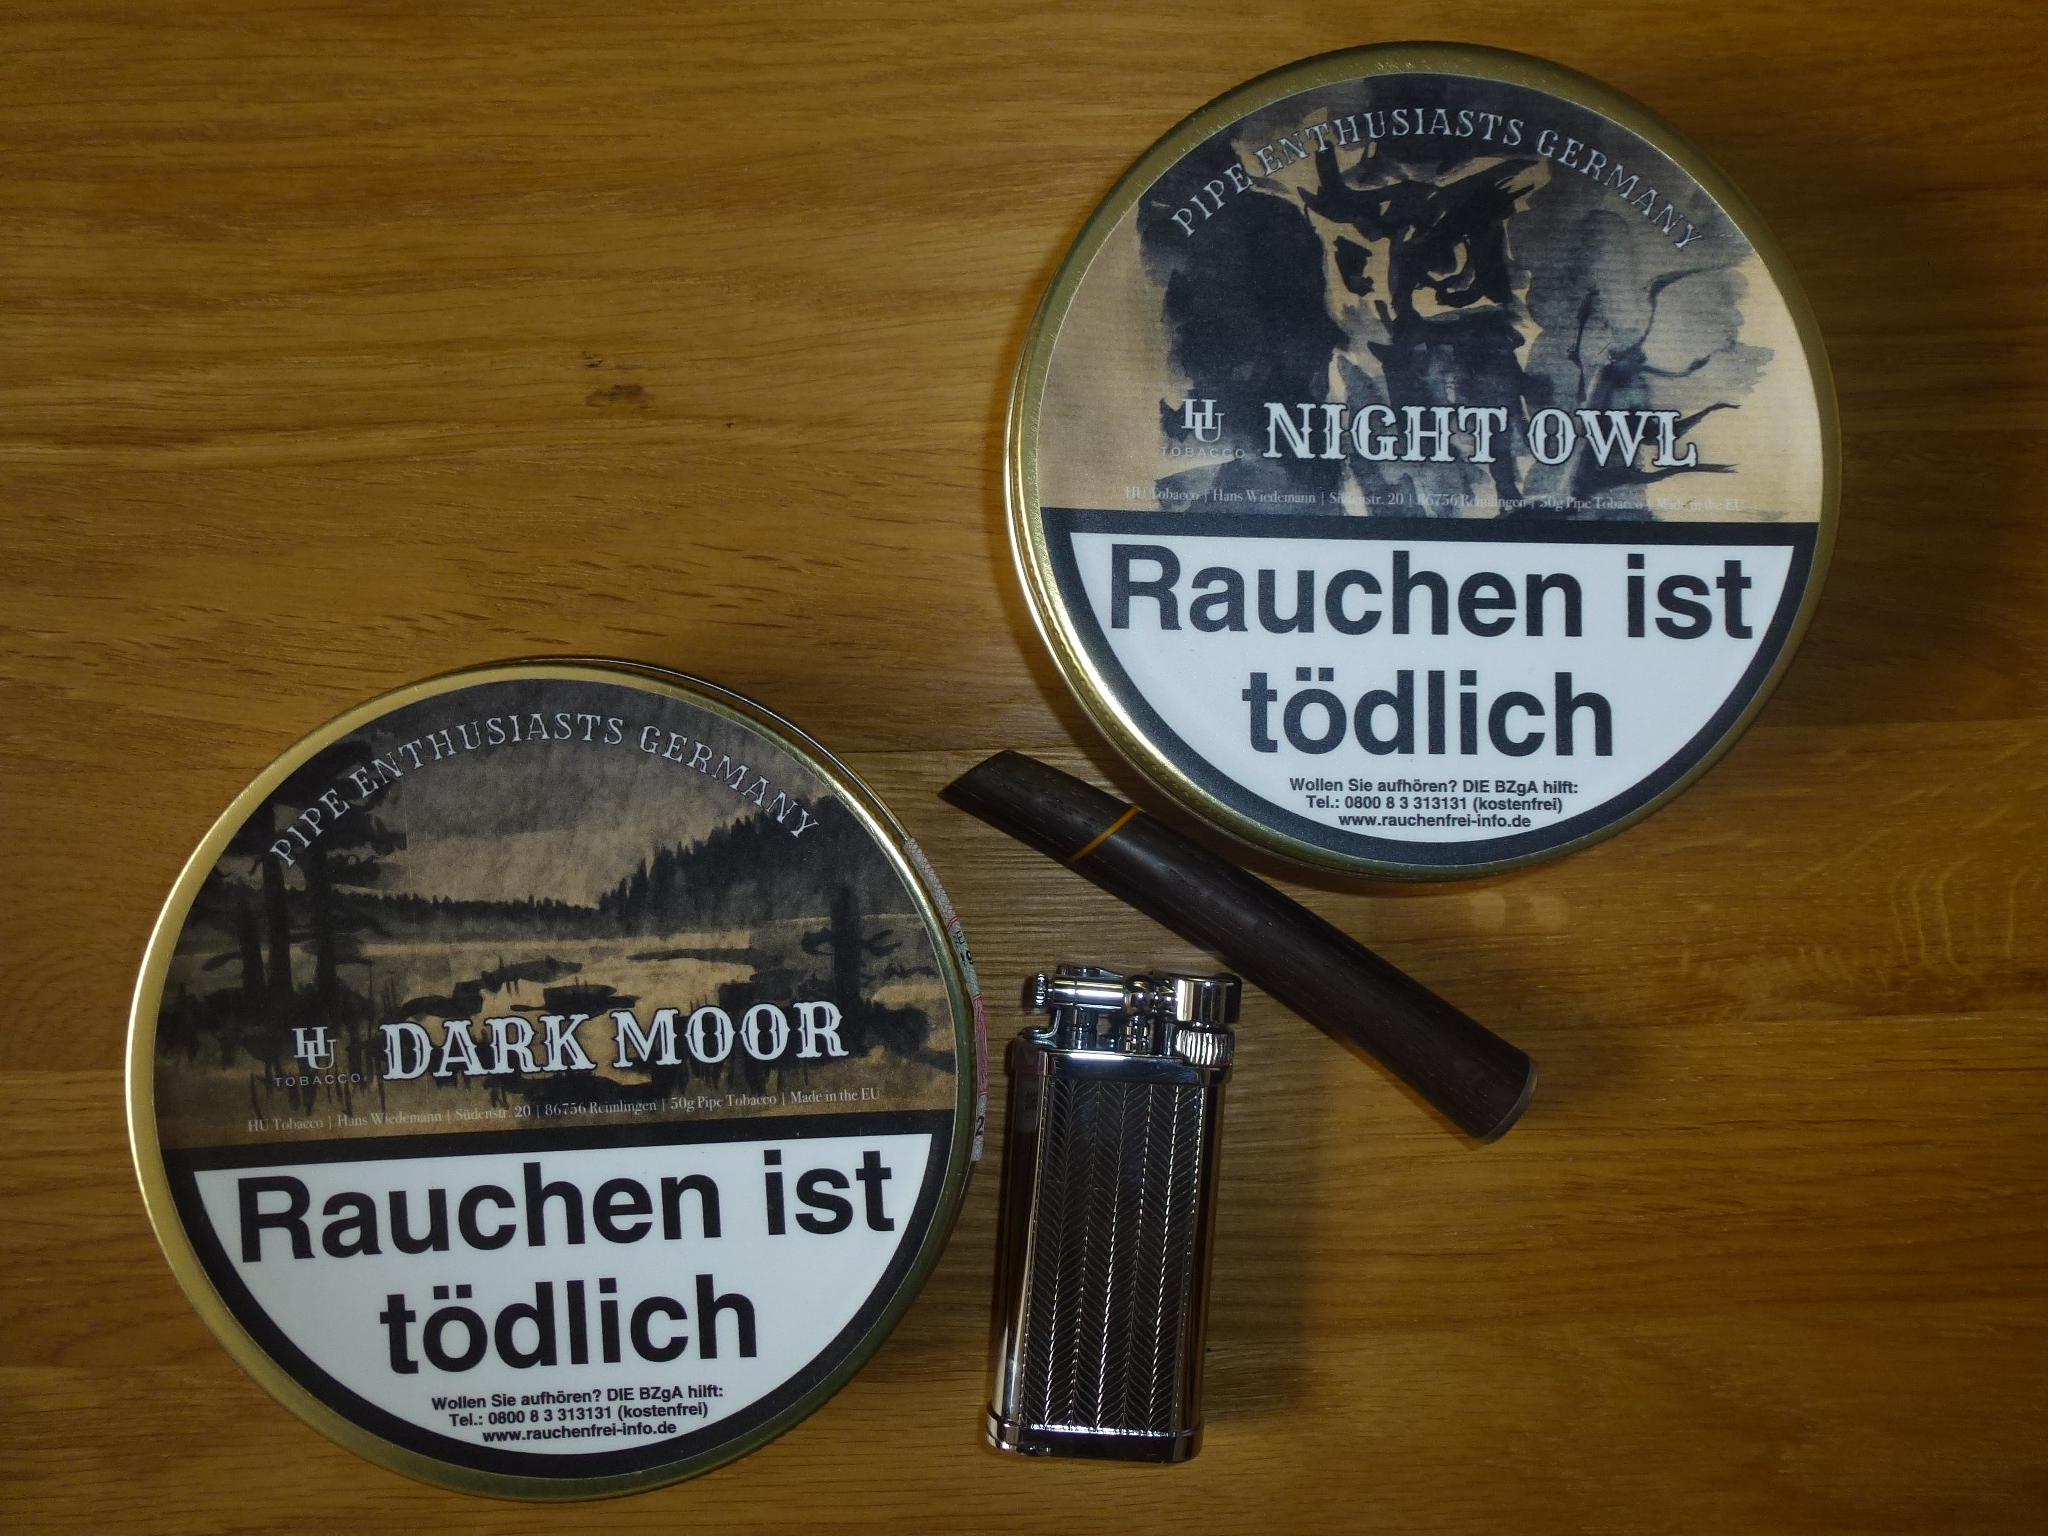 PIPE ENTHUSIASTS GERMANY
HU
TOBACCO
NIGHT OWL
HU Tobacco | Hans Wiedemann | Südenstr. 20 | 86756 Reimlingen | 50g Pipe Tobacco | Made in the EU
Rauchen ist
tödlich
Wollen Sie aufhören? DIE BZgA hilft:
Tel.: 0800 8 3 313131 (kostenfrei)
www.rauchenfrei-info.de
PIPE ENTHUSIASTS GERMANY
HU
TOBACCO
DARK MOOR
HU Tobacco | Hans Wiedemann | Südenstr. 20 | 86756 Reimlingen | 50g Pipe Tobacco | Made in the EU
Rauchen ist
tödlich
Wollen Sie aufhören? DIE BZgA hilft:
Tel.: 0800 8 3 313131 (kostenfrei)
www.rauchenfrei-info.de